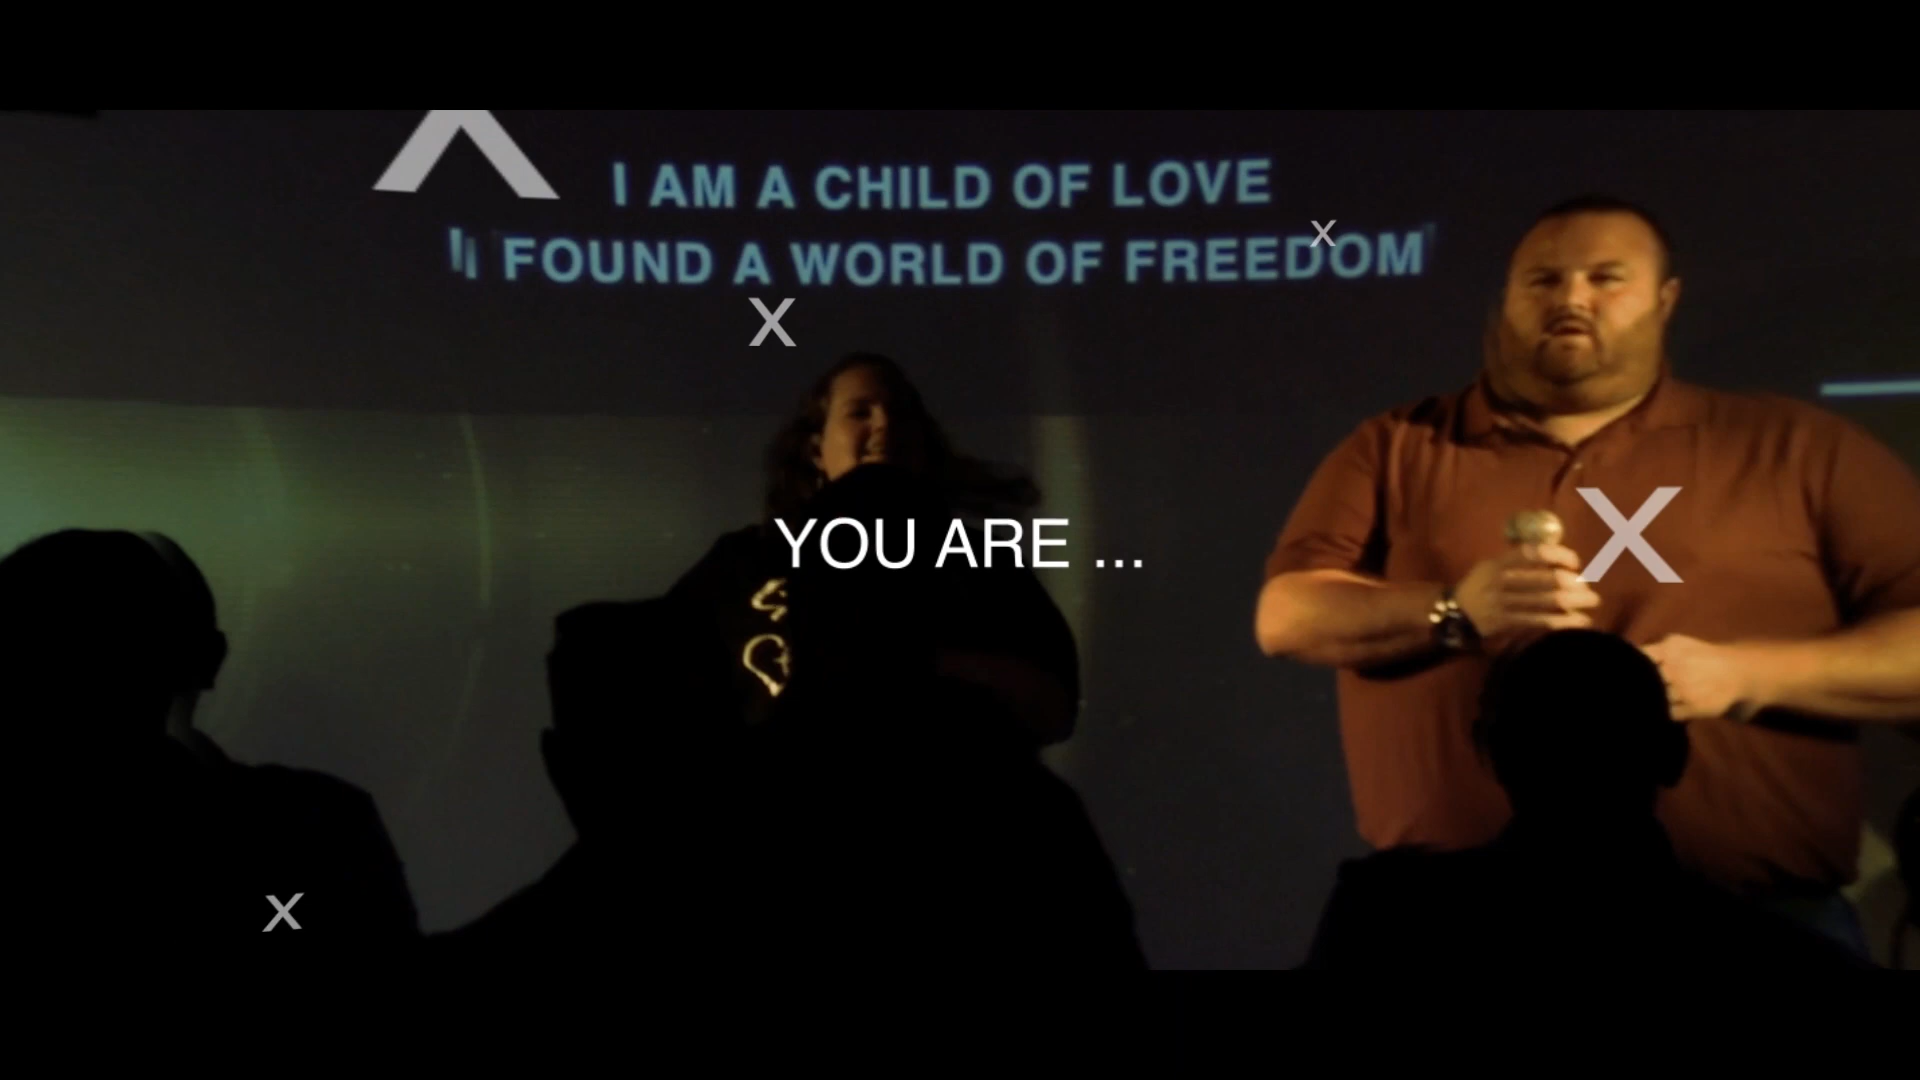 I AM A CHILD OF LOVE
I FOUND A WORLD OF FREEDOM
X
X
X
YOU ARE ...
X
X